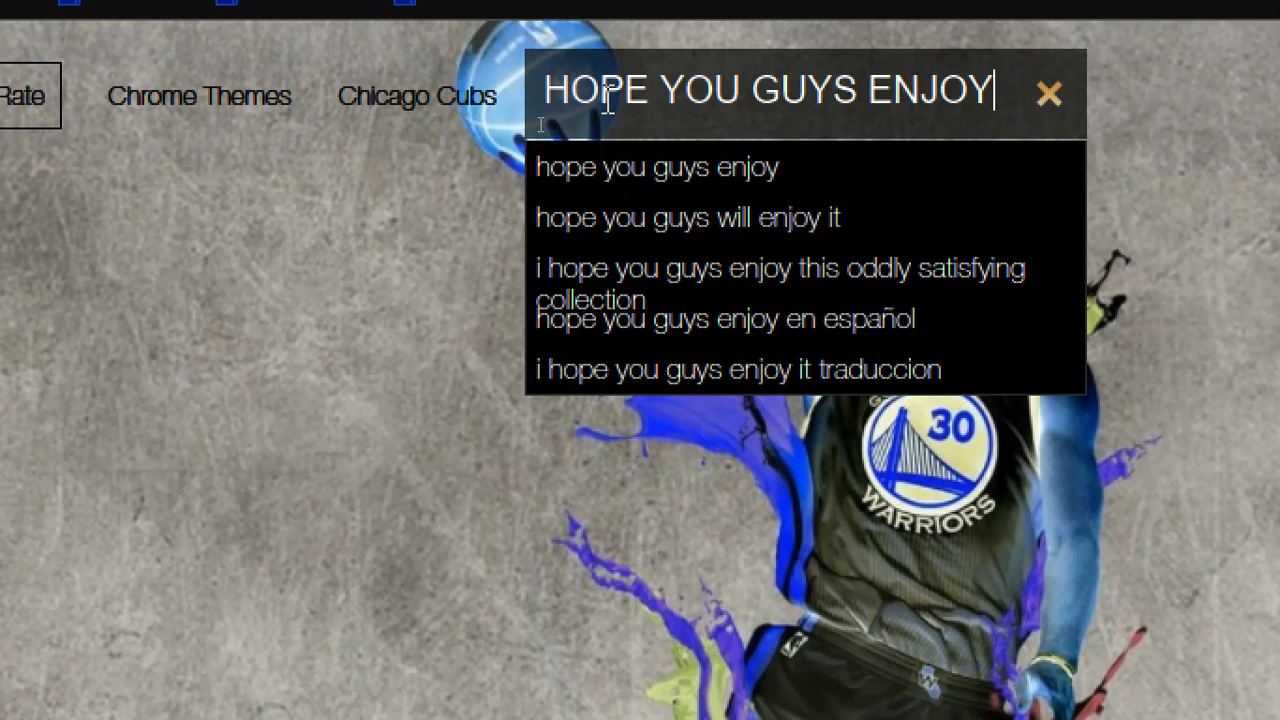 Rate
Chrome Themes
Chicago Cubs
HOPE YOU GUYS ENJOY
hope you guys enjoy
hope you guys will enjoy it
i hope you guys enjoy this oddly satisfying
collection
hope you guys enjoy en español
i hope you guys enjoy it traduccion
30
WARRIORS